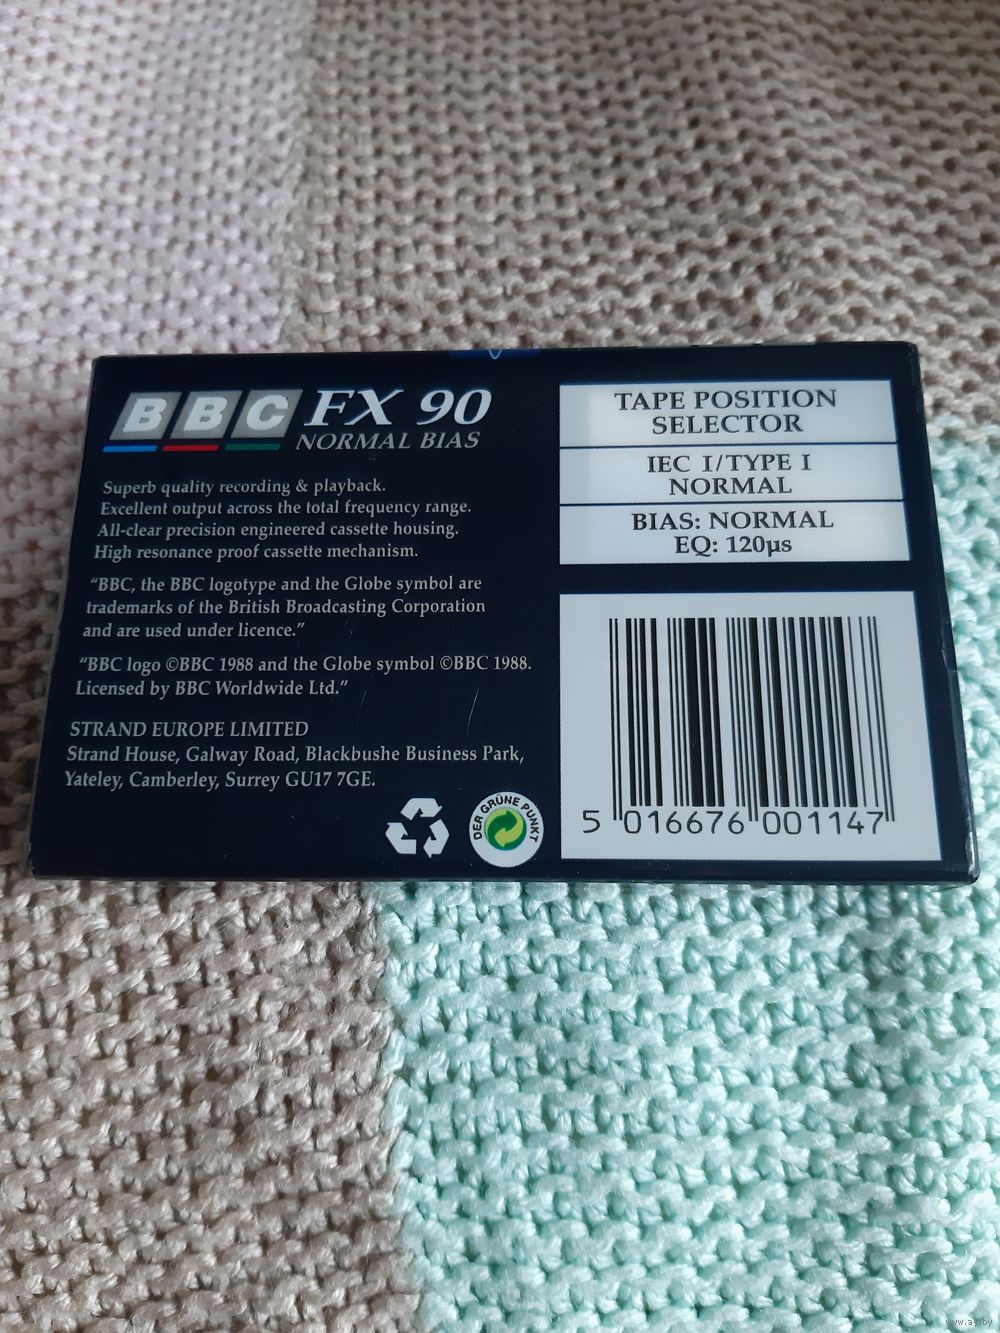 BBC FX 90
NORMAL BIAS
Superb quality recording & playback.
Excellent output across the total frequency range.
All-clear precision engineered cassette housing.
High resonance proof cassette mechanism.
“BBC, the BBC logotype and the Globe symbol are
trademarks of the British Broadcasting Corporation
and are used under licence.”
“BBC logo ©BBC 1988 and the Globe symbol ©BBC 1988.
Licensed by BBC Worldwide Ltd.”
STRAND EUROPE LIMITED
Strand House, Galway Road, Blackbushe Business Park,
Yateley, Camberley, Surrey GU17 7GE.
DER GRÜNE PUNKT
TAPE POSITION
SELECTOR
IEC I/TYPE I
NORMAL
BIAS: NORMAL
EQ: 120µs
5 016676 001147
www.ay.by